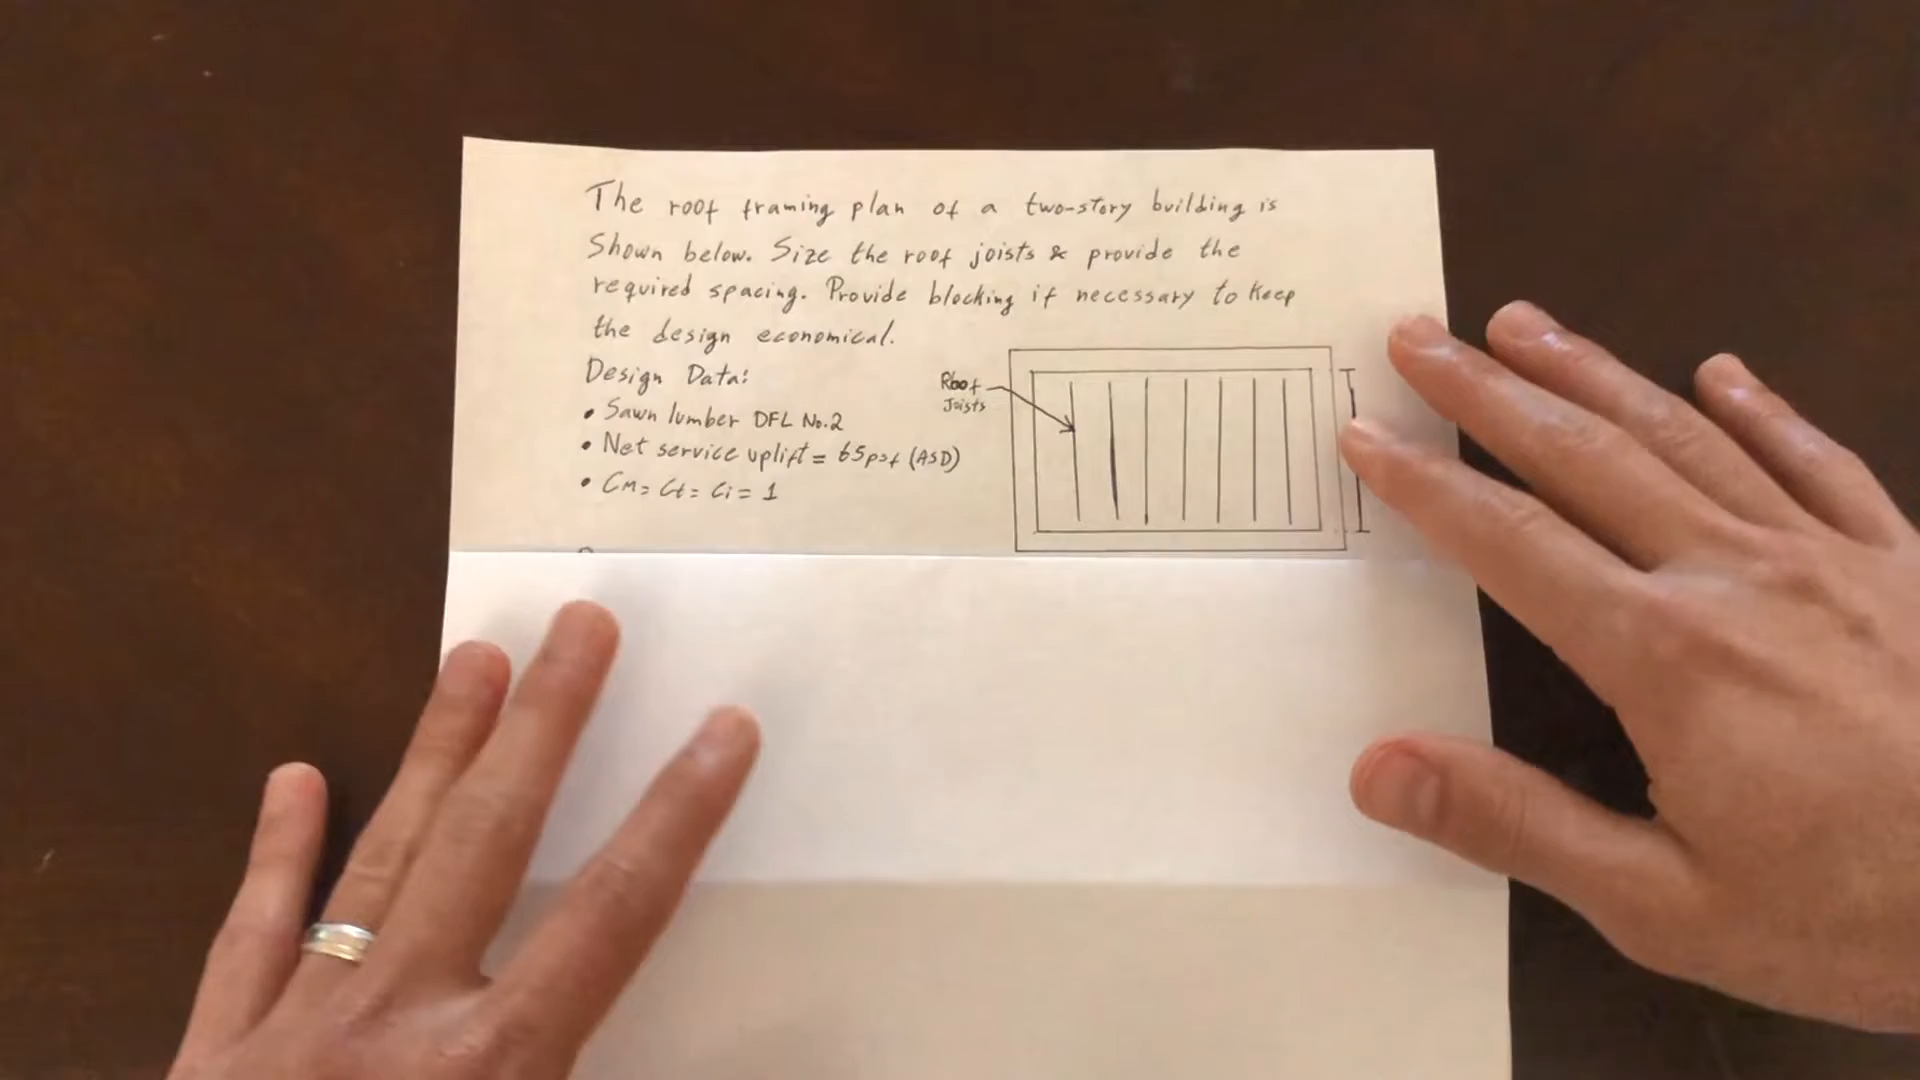 The roof framing plan of a two-story building is
Shown below. Size the roof joists & provide the
required spacing. Provide blocking if necessary to keep
the design economical.
Design Data:
• Sawn lumber DFL No.2
• Net service uplift = 65psf (ASD)
• CM = Ct = Ci = 1
Roof
Joists